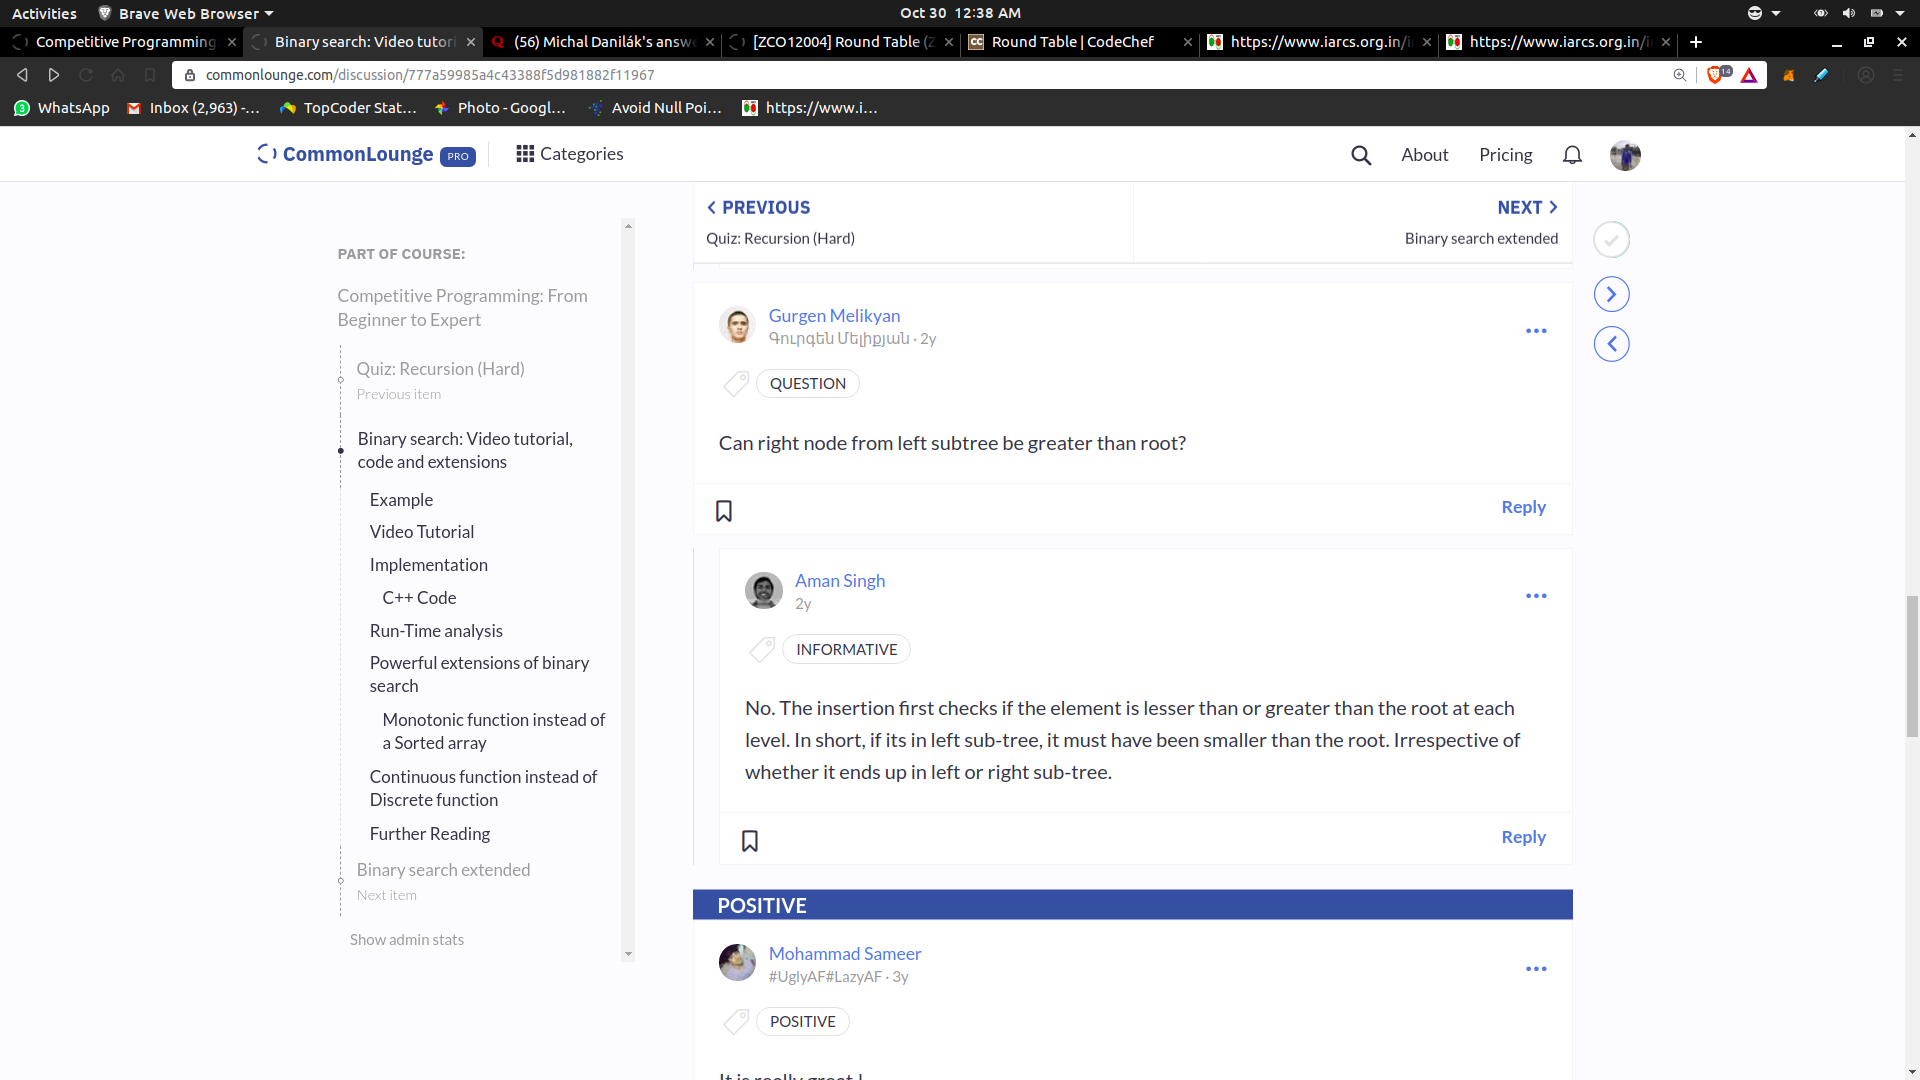 Activities
Brave Web Browser
Oct 30 12:38 AM
Competitive Programming
Binary search: Video tutori
(56) Michal Danilák's answ
[ZCO12004] Round Table (Z
Round Table | CodeChef
https://www.iarcs.org.in/i
https://www.iarcs.org.in/i
commonlounge.com/discussion/777a59985a4c43388f5d981882f11967
14
WhatsApp
Inbox (2,963) -...
TopCoder Stat...
Photo - Googl...
Avoid Null Poi...
https://www.i...
CommonLounge PRO
Categories
About
Pricing
PREVIOUS
Quiz: Recursion (Hard)
NEXT
Binary search extended
PART OF COURSE:
Competitive Programming: From
Beginner to Expert
Quiz: Recursion (Hard)
Previous item
Binary search: Video tutorial,
code and extensions
Example
Video Tutorial
Implementation
C++ Code
Run-Time analysis
Powerful extensions of binary
search
Monotonic function instead of
a Sorted array
Continuous function instead of
Discrete function
Further Reading
Binary search extended
Next item
Show admin stats
Gurgen Melikyan
Գուրգեն Մելիքյան · 2y
QUESTION
Can right node from left subtree be greater than root?
Reply
Aman Singh
2y
INFORMATIVE
No. The insertion first checks if the element is lesser than or greater than the root at each
level. In short, if its in left sub-tree, it must have been smaller than the root. Irrespective of
whether it ends up in left or right sub-tree.
Reply
POSITIVE
Mohammad Sameer
#UglyAF#LazyAF · 3y
POSITIVE
It is really great !